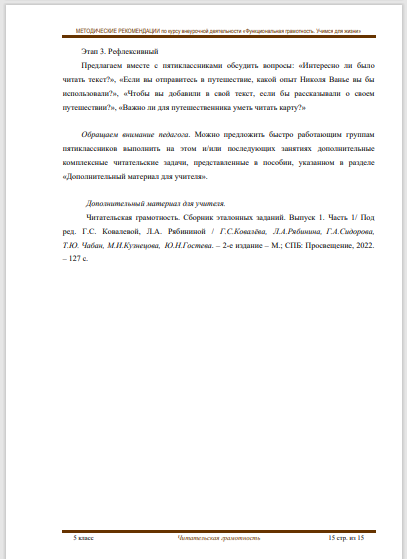 МЕТОДИЧЕСКИЕ РЕКОМЕНДАЦИИ по курсу внеурочной деятельности «Функциональная грамотность. Учимся для жизни»
Этап 3. Рефлексивный
Предлагаем вместе с пятиклассниками обсудить вопросы: «Интересно ли было
читать текст?», «Если вы отправитесь в путешествие, какой опыт Николя Ванье вы бы
использовали?», «Чтобы вы добавили в свой текст, если бы рассказывали о своем
путешествии?», «Важно ли для путешественника уметь читать карту?»
Обращаем внимание педагога. Можно предложить быстро работающим группам
пятиклассников выполнить на этом и/или последующих занятиях дополнительные
комплексные читательские задачи, представленные в пособии, указанном в разделе
«Дополнительный материал для учителя».
Дополнительный материал для учителя.
Читательская грамотность. Сборник эталонных заданий. Выпуск 1. Часть 1/ Под
ред. Г.С. Ковалевой, Л.А. Рябининой / Г.С.Ковалёва, Л.А.Рябинина, Г.А.Сидорова,
Т.Ю. Чабан, М.И.Кузнецова, Ю.Н.Гостева. – 2-е издание – М.; СПБ: Просвещение, 2022.
– 127 с.
5 класс Читательская грамотность 15 стр. из 15